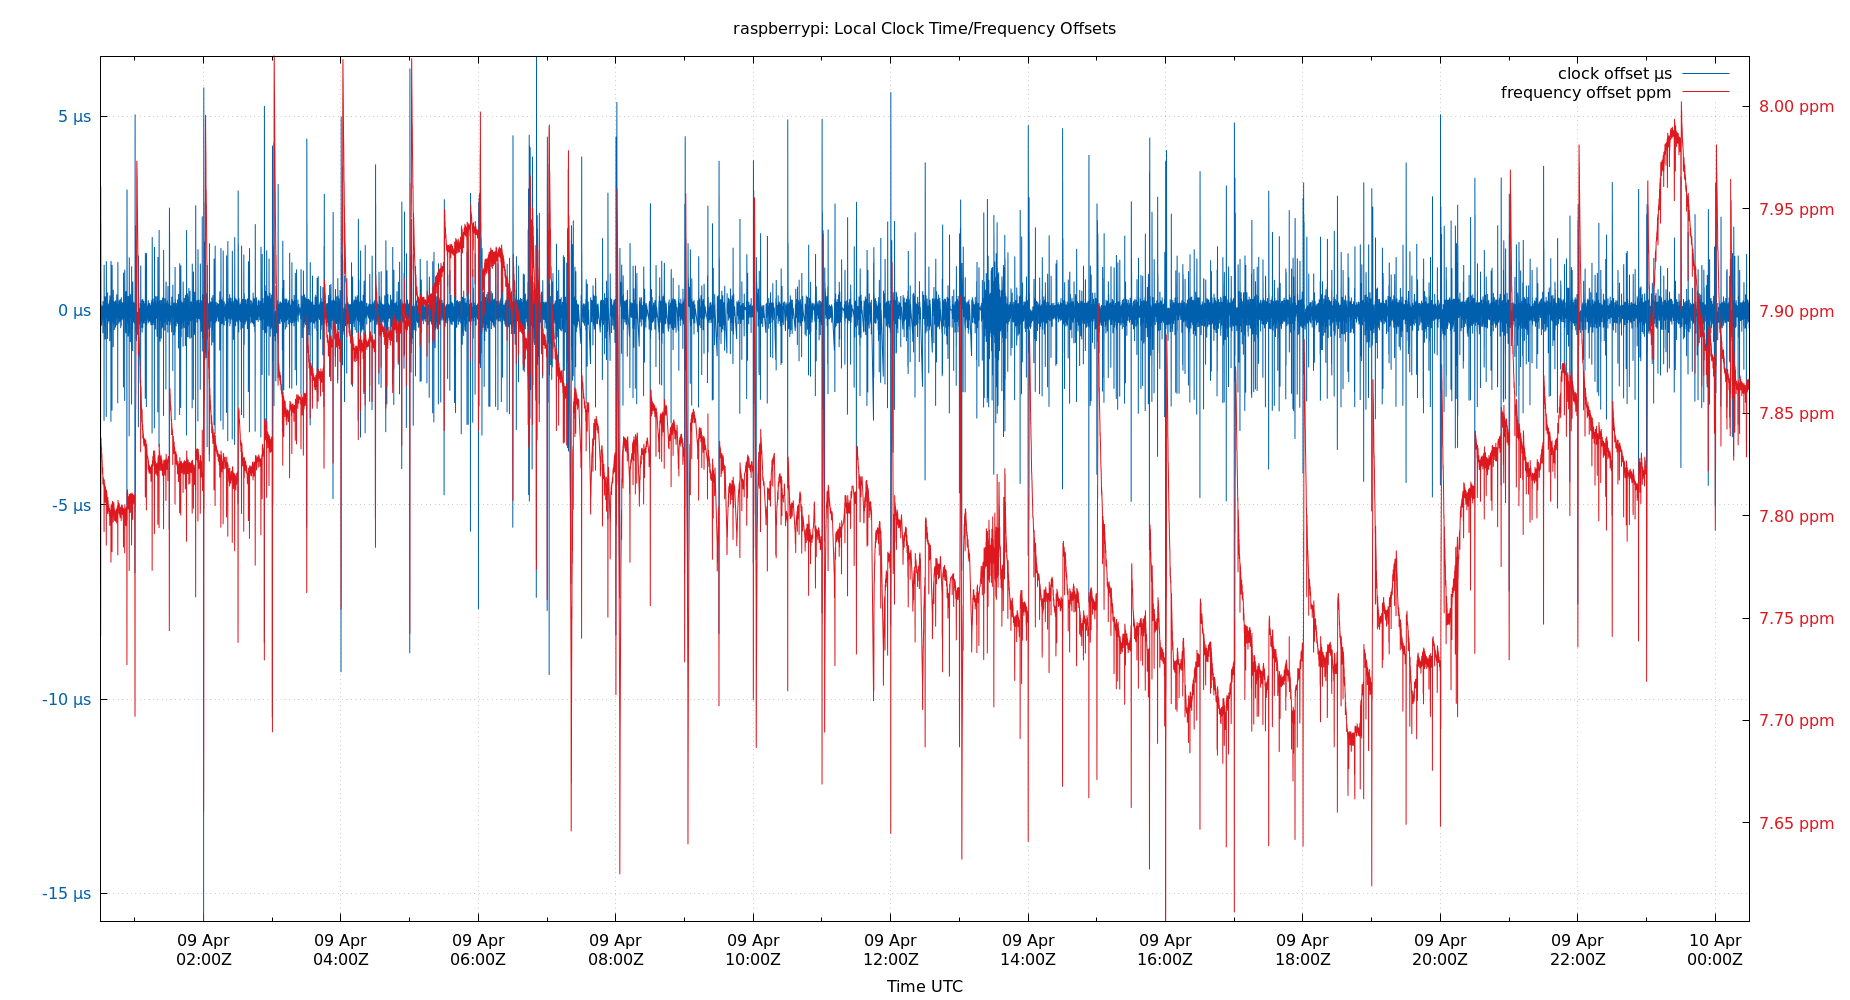 raspberrypi: Local Clock Time/Frequency Offsets
clock offset µs
frequency offset ppm
5 µs
0 µs
-5 µs
-10 µs
-15 µs
8.00 ppm
7.95 ppm
7.90 ppm
7.85 ppm
7.80 ppm
7.75 ppm
7.70 ppm
7.65 ppm
09 Apr
02:00Z
09 Apr
04:00Z
09 Apr
06:00Z
09 Apr
08:00Z
09 Apr
10:00Z
09 Apr
12:00Z
09 Apr
14:00Z
09 Apr
16:00Z
09 Apr
18:00Z
09 Apr
20:00Z
09 Apr
22:00Z
10 Apr
00:00Z
Time UTC